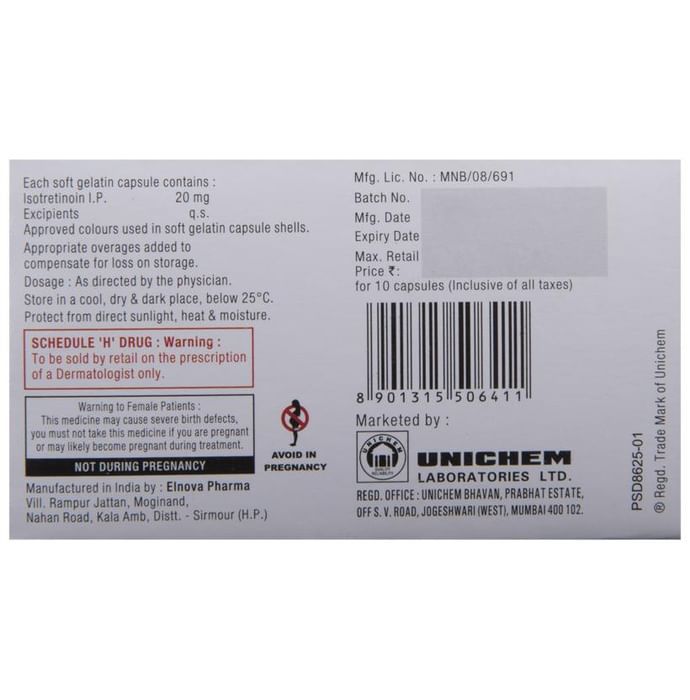 Each soft gelatin capsule contains :
Isotretinoin I.P. 20 mg
Excipients q.s.
Approved colours used in soft gelatin capsule shells.
Appropriate overages added to
compensate for loss on storage.
Dosage : As directed by the physician.
Store in a cool, dry & dark place, below 25°C.
Protect from direct sunlight, heat & moisture.
SCHEDULE 'H' DRUG : Warning :
To be sold by retail on the prescription
of a Dermatologist only.
Warning to Female Patients :
This medicine may cause severe birth defects,
you must not take this medicine if you are pregnant
or may likely become pregnant during treatment.
NOT DURING PREGNANCY
AVOID IN
PREGNANCY
Manufactured in India by : Elnova Pharma
Vill. Rampur Jattan, Moginand,
Nahan Road, Kala Amb, Distt. - Sirmour (H.P.)
Mfg. Lic. No. : MNB/08/691
Batch No.
Mfg. Date
Expiry Date
Max. Retail
Price ₹:
for 10 capsules (Inclusive of all taxes)
8 901315 506411
Marketed by :
UNICHEM
QUALITY
RELIABILITY
UNICHEM
LABORATORIES LTD.
REGD. OFFICE : UNICHEM BHAVAN, PRABHAT ESTATE,
OFF S. V. ROAD, JOGESHWARI (WEST), MUMBAI 400 102.
PSD8625-01
® Regd. Trade Mark of Unichem